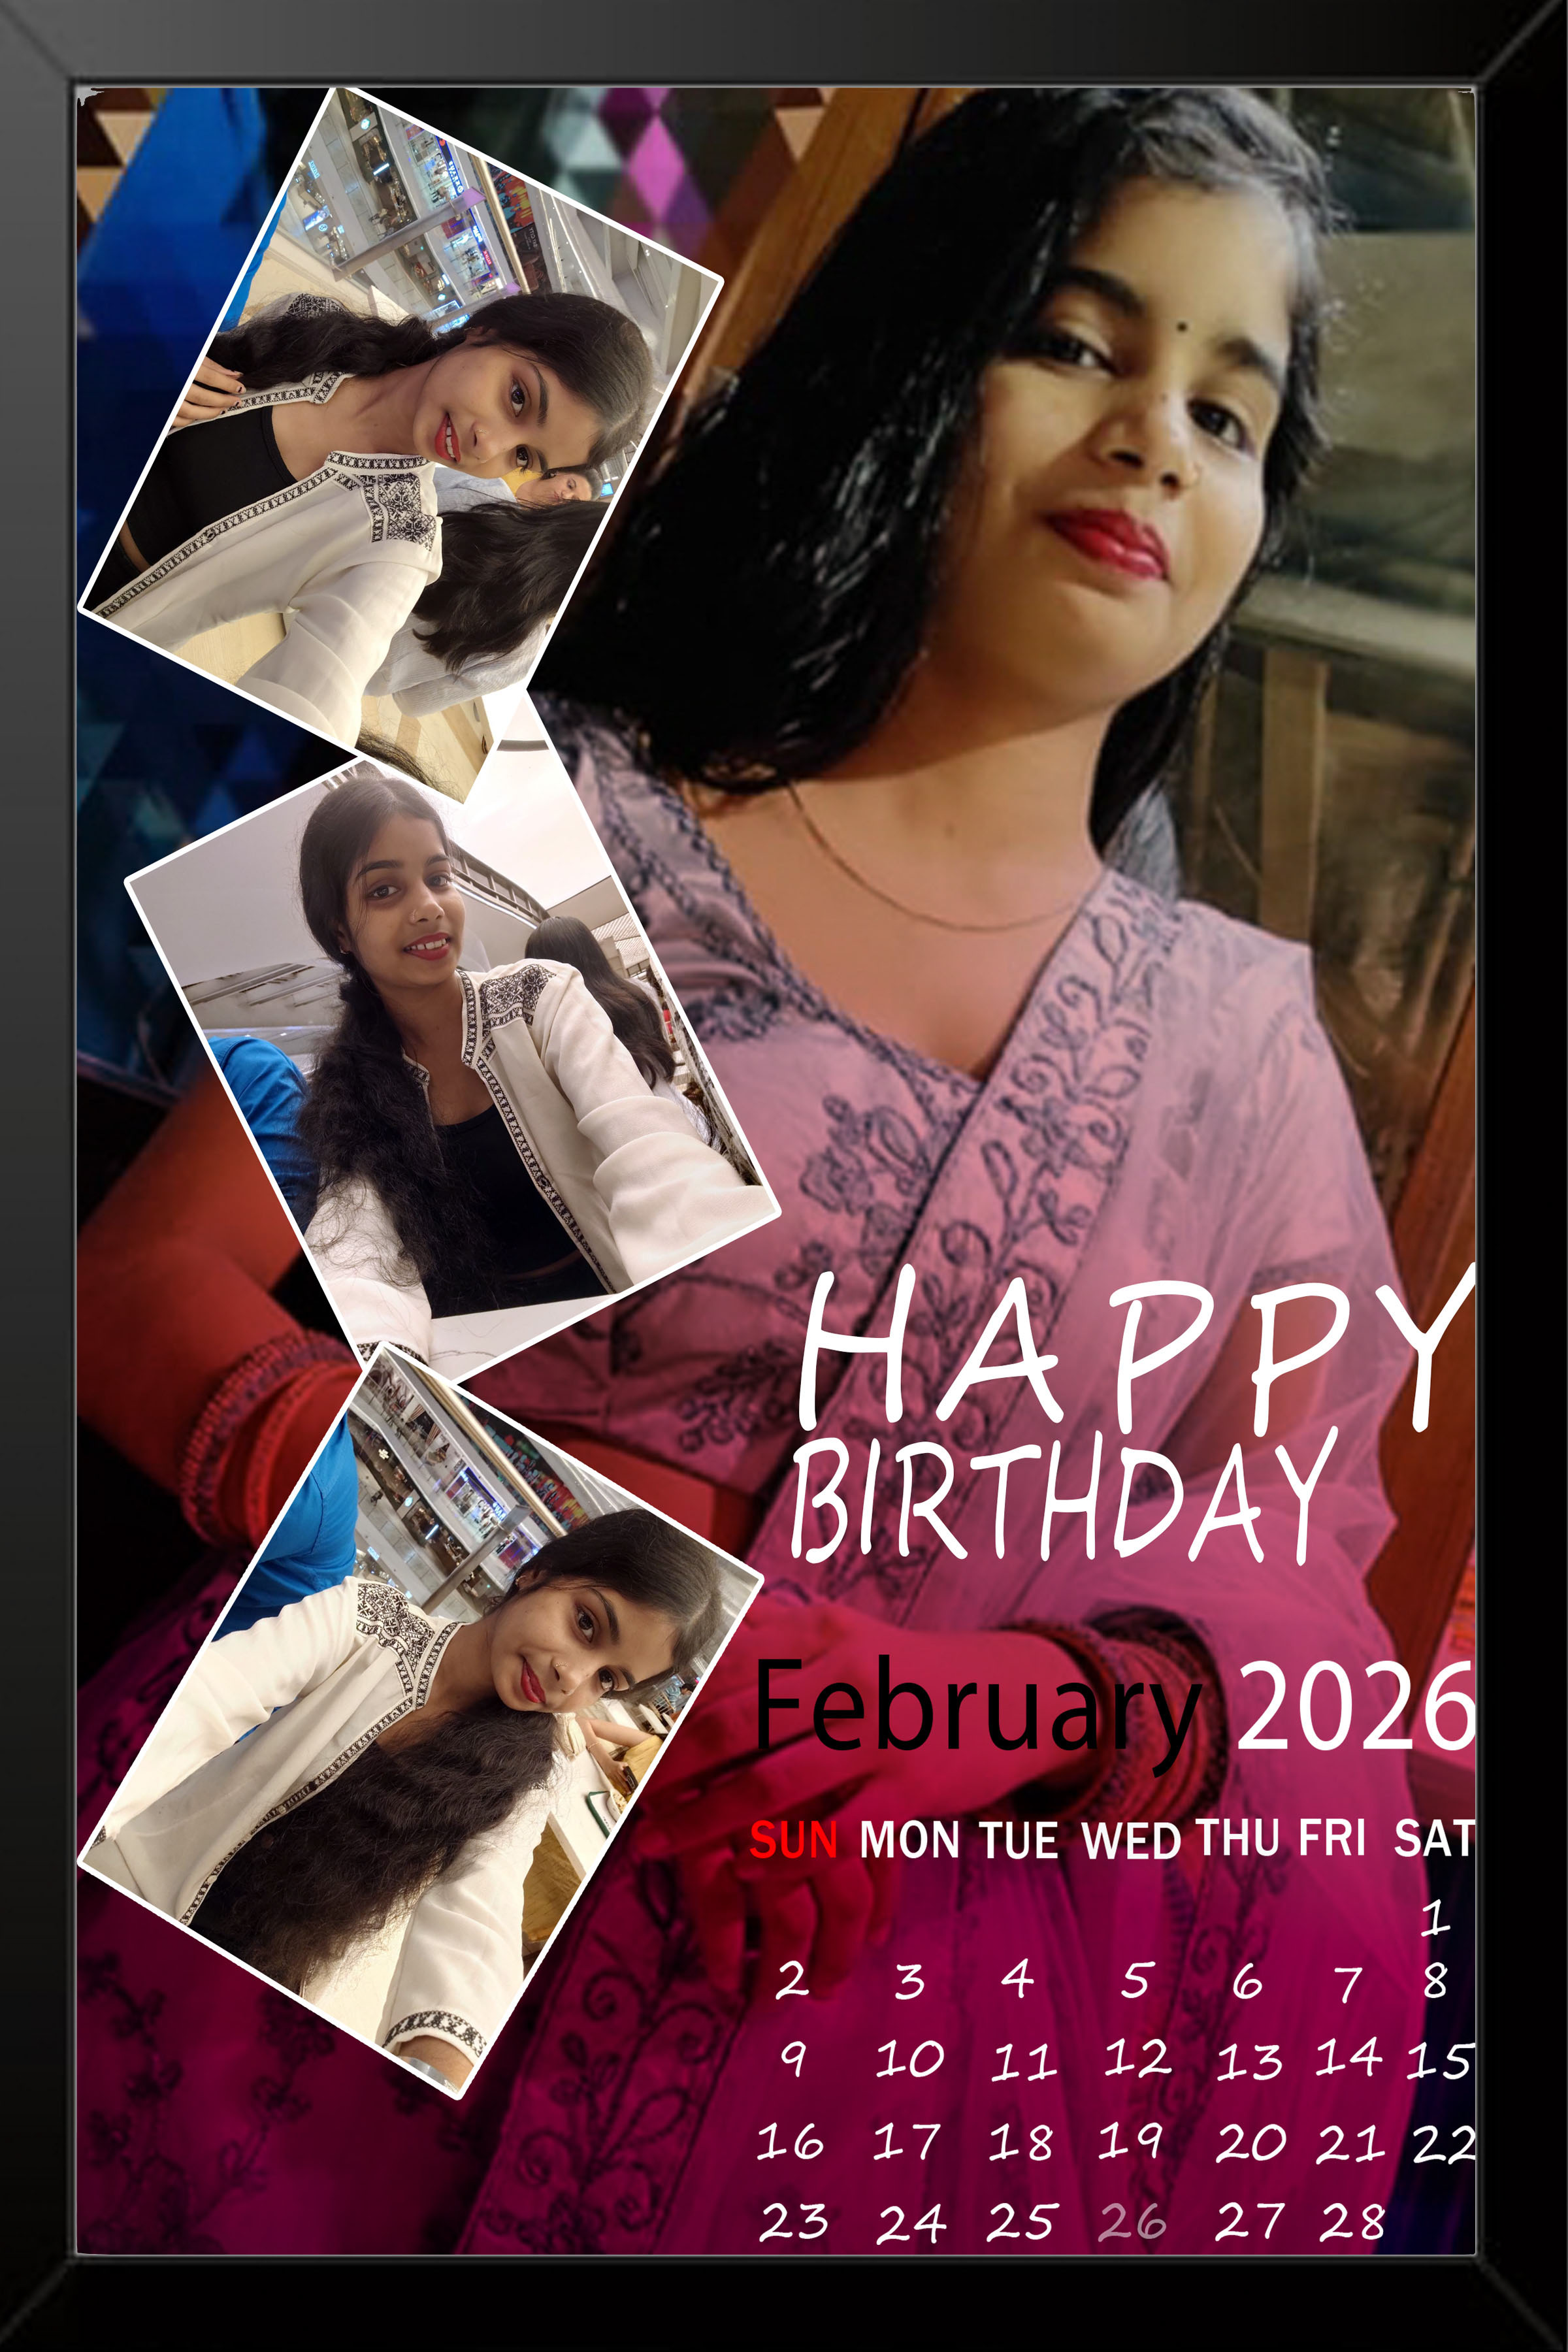 HAPPY
BIRTHDAY
February 2026
SUN MON TUE WED THU FRI SAT
1
2 3 4 5 6 7 8
9 10 11 12 13 14 15
16 17 18 19 20 21 22
23 24 25 26 27 28